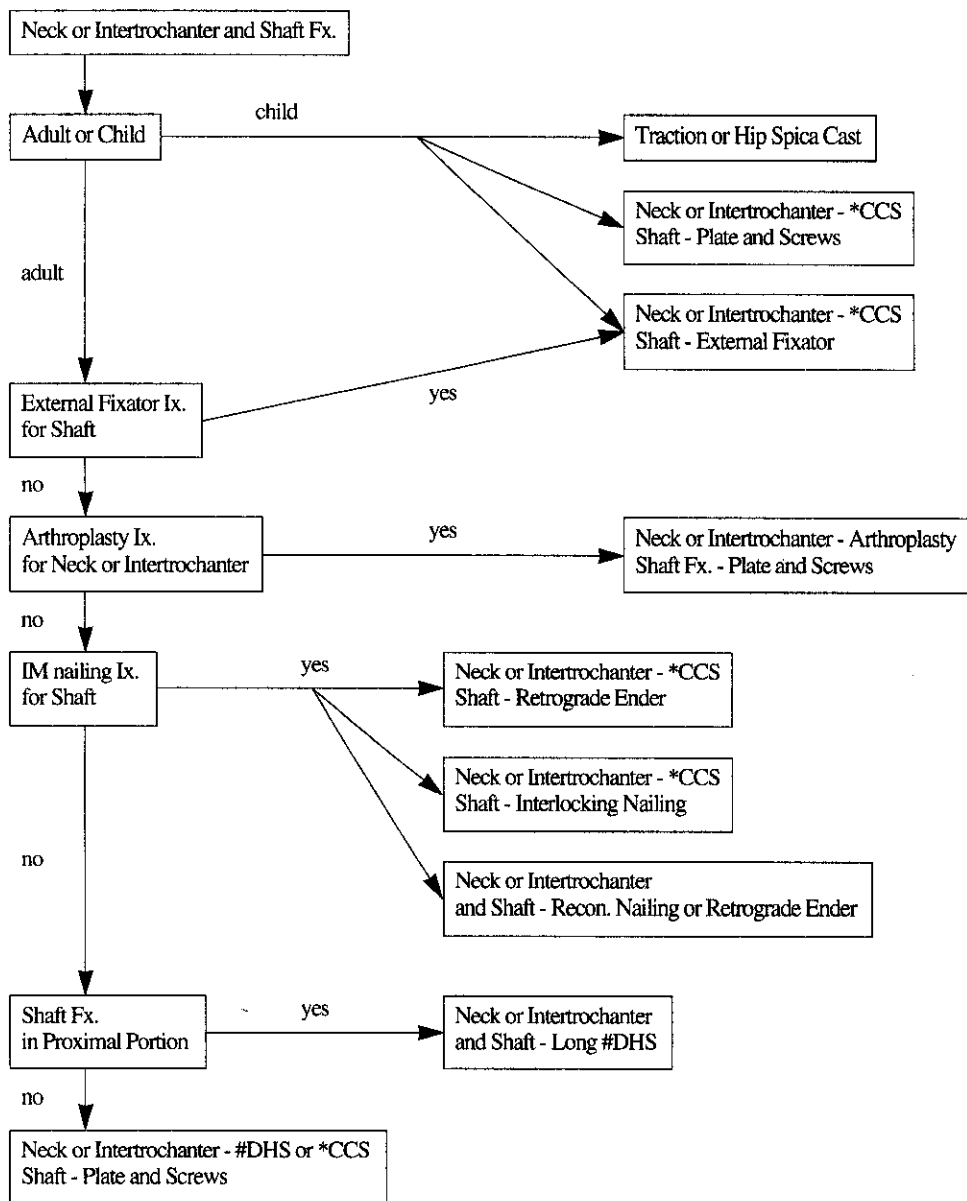 Neck or Intertrochanter and Shaft Fx.
child
Adult or Child
Traction or Hip Spica Cast
Neck or Intertrochanter - *CCS
Shaft - Plate and Screws
adult
Neck or Intertrochanter - *CCS
Shaft - External Fixator
yes
External Fixator Ix.
for Shaft
no
Arthroplasty Ix.
for Neck or Intertrochanter
yes
Neck or Intertrochanter - Arthroplasty
Shaft Fx. - Plate and Screws
no
IM nailing Ix.
for Shaft
yes
Neck or Intertrochanter - *CCS
Shaft - Retrograde Ender
Neck or Intertrochanter - *CCS
Shaft - Interlocking Nailing
no
Neck or Intertrochanter
and Shaft - Recon. Nailing or Retrograde Ender
Shaft Fx.
in Proximal Portion
yes
Neck or Intertrochanter
and Shaft - Long #DHS
no
Neck or Intertrochanter - #DHS or *CCS
Shaft - Plate and Screws